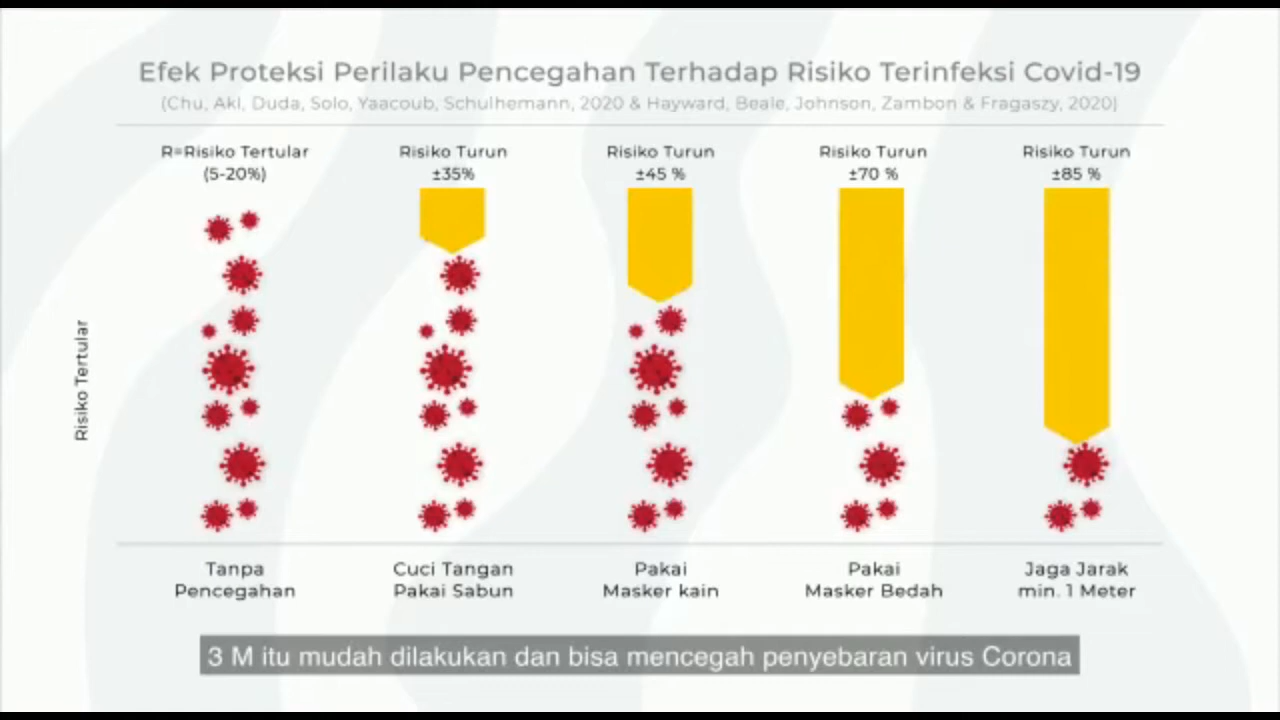 Efek Proteksi Perilaku Pencegahan Terhadap Risiko Terinfeksi Covid-19
(Chu, Akl, Duda, Solo, Yaacoub, Schulhemann, 2020 & Hayward, Beale, Johnson, Zambon & Fragaszy, 2020)
R=Risiko Tertular
(5-20%)
Risiko Turun
±35%
Risiko Turun
±45 %
Risiko Turun
±70 %
Risiko Turun
±85 %
Risiko Tertular
Tanpa
Pencegahan
Cuci Tangan
Pakai Sabun
Pakai
Masker kain
Pakai
Masker Bedah
Jaga Jarak
min. 1 Meter
3 M itu mudah dilakukan dan bisa mencegah penyebaran virus Corona